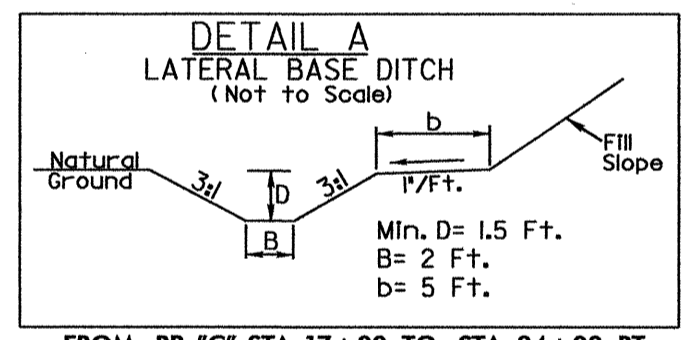 DETAIL A
LATERAL BASE DITCH
(Not to Scale)
b
Natural
Ground
3:1
D
3:1
1"/Ft.
Fill
Slope
B
Min. D= 1.5 Ft.
B= 2 Ft.
b= 5 Ft.